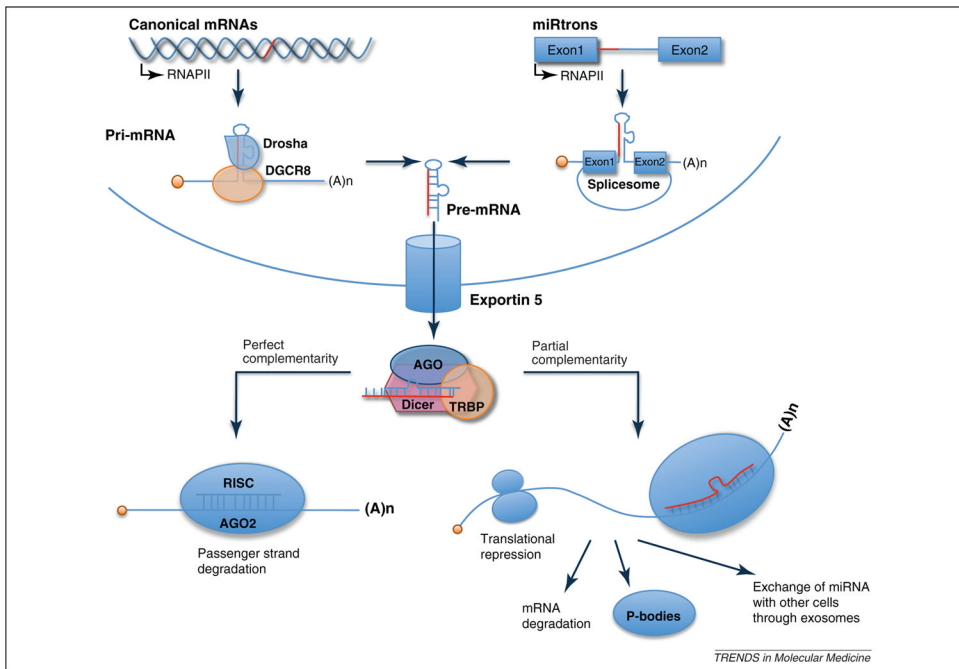 Canonical mRNAs
miRtrons
Exon1
Exon2
RNAPII
RNAPII
Pri-mRNA
Drosha
DGCR8
(A)n
Exon1
Exon2
(A)n
Splicesome
Pre-mRNA
Exportin 5
Perfect
complementarity
Partial
complementarity
AGO
Dicer
TRBP
RISC
AGO2
(A)n
Passenger strand
degradation
(A)n
Translational
repression
mRNA
degradation
P-bodies
Exchange of miRNA
with other cells
through exosomes
TRENDS in Molecular Medicine